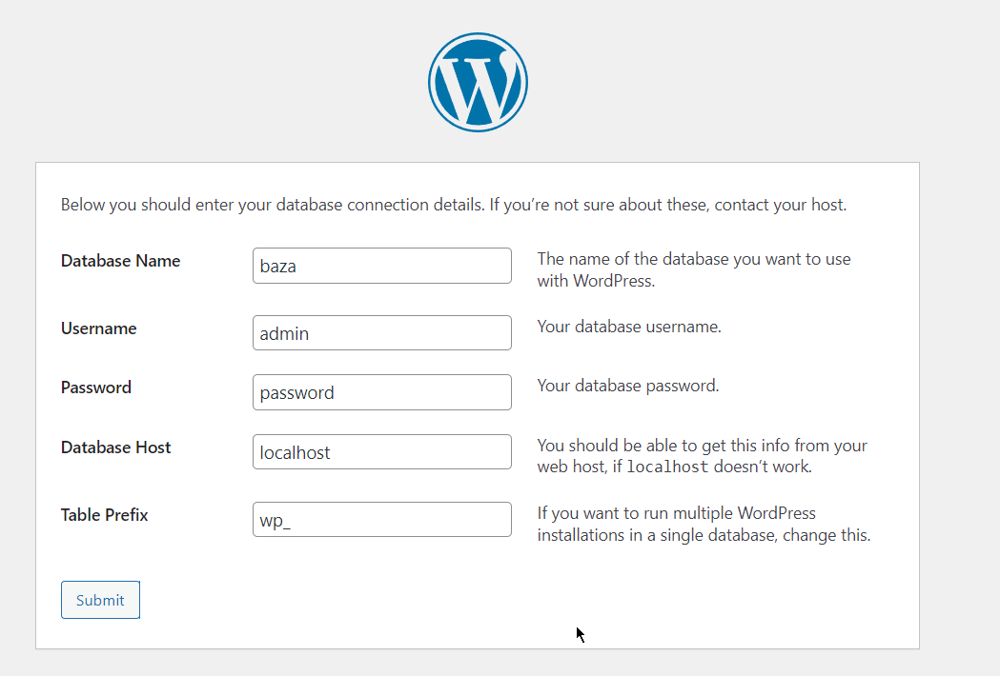 Below you should enter your database connection details. If you’re not sure about these, contact your host.
Database Name
baza
The name of the database you want to use
with WordPress.
Username
admin
Your database username.
Password
password
Your database password.
Database Host
localhost
You should be able to get this info from your
web host, if localhost doesn’t work.
Table Prefix
wp_
If you want to run multiple WordPress
installations in a single database, change this.
Submit